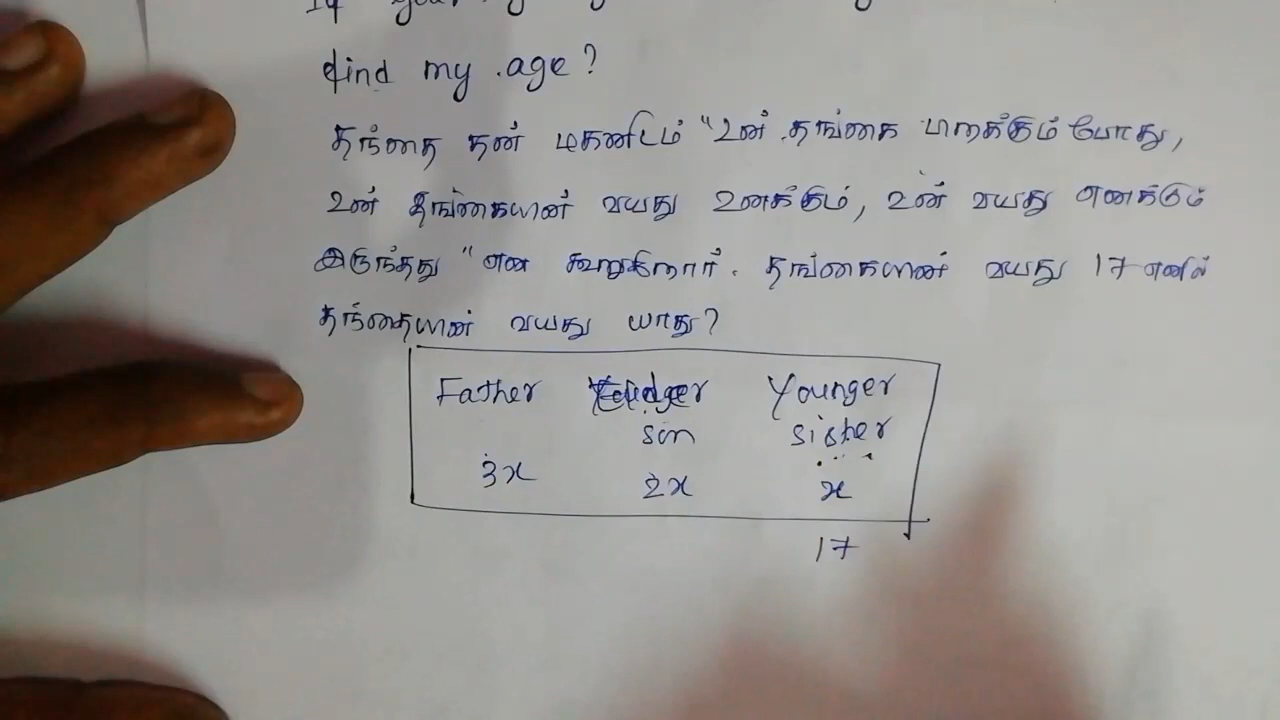 find my age?
தந்தை தன் மகனிடம் "உன் தங்கை பறக்கும் போது,
உன் தங்கையின் வயது உனக்கும், உன் வயது எனக்கும்
இருந்தது" என கூறுகிறார். தங்கையின் வயது 17 எனில்
தந்தையின் வயது யாது?
Father Younger
son sister
3x 2x x
17